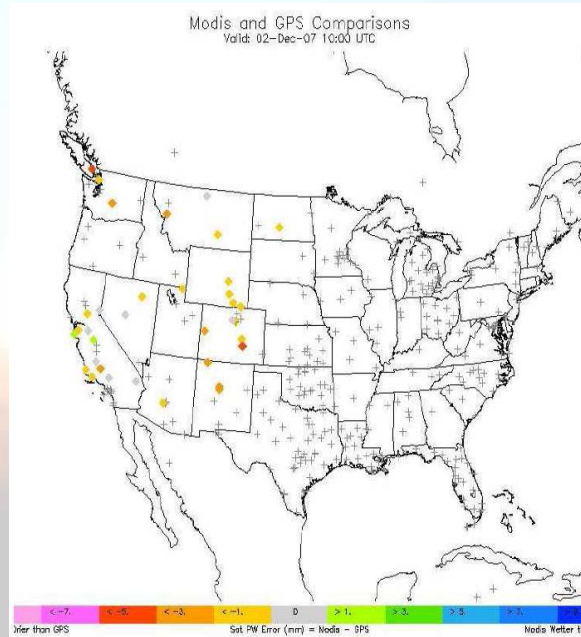 Modis and GPS Comparisons
Valid: 02-Dec-07 10:00 UTC
< -7. < -5. < -3. < -1. 0 > 1. > 3. > 5. > 7.
Drier than GPS Sat PW Error (mm) = Modis - GPS Modis Wetter